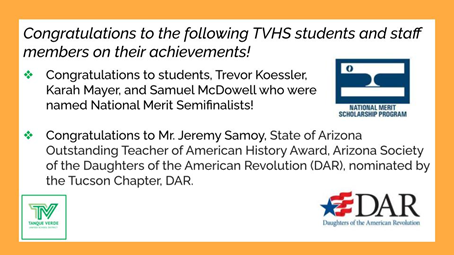 Congratulations to the following TVHS students and staff
members on their achievements!
Congratulations to students, Trevor Koessler,
Karah Mayer, and Samuel McDowell who were
named National Merit Semifinalists!
NATIONAL MERIT
SCHOLARSHIP PROGRAM
Congratulations to Mr. Jeremy Samoy, State of Arizona
Outstanding Teacher of American History Award, Arizona Society
of the Daughters of the American Revolution (DAR), nominated by
the Tucson Chapter, DAR.
TV
TANQUE VERDE
DAR
Daughters of the American Revolution